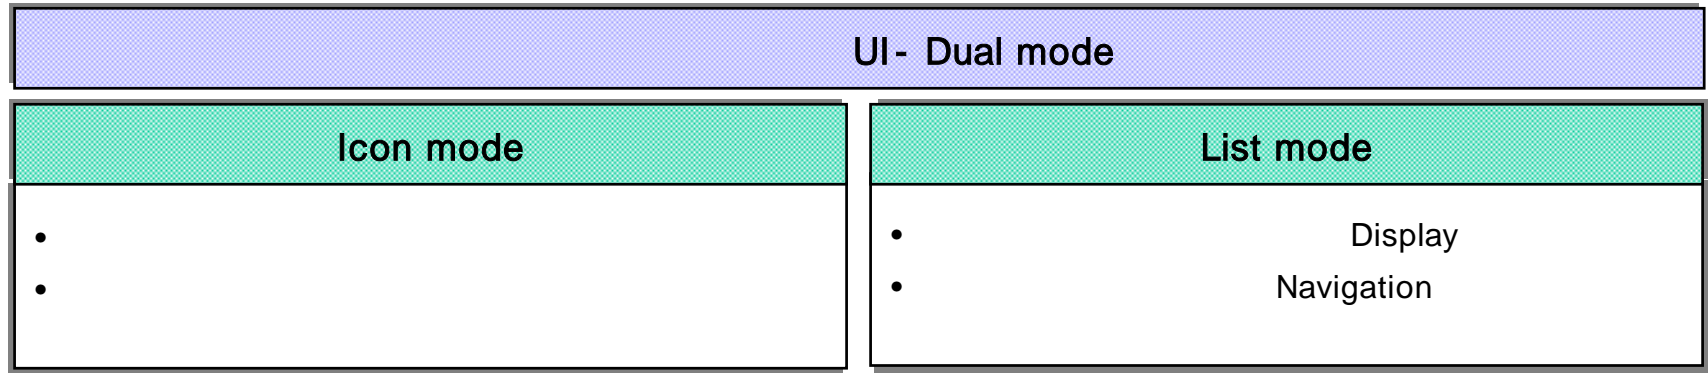 UI- Dual mode
Icon mode
•
•
List mode
• Display
• Navigation